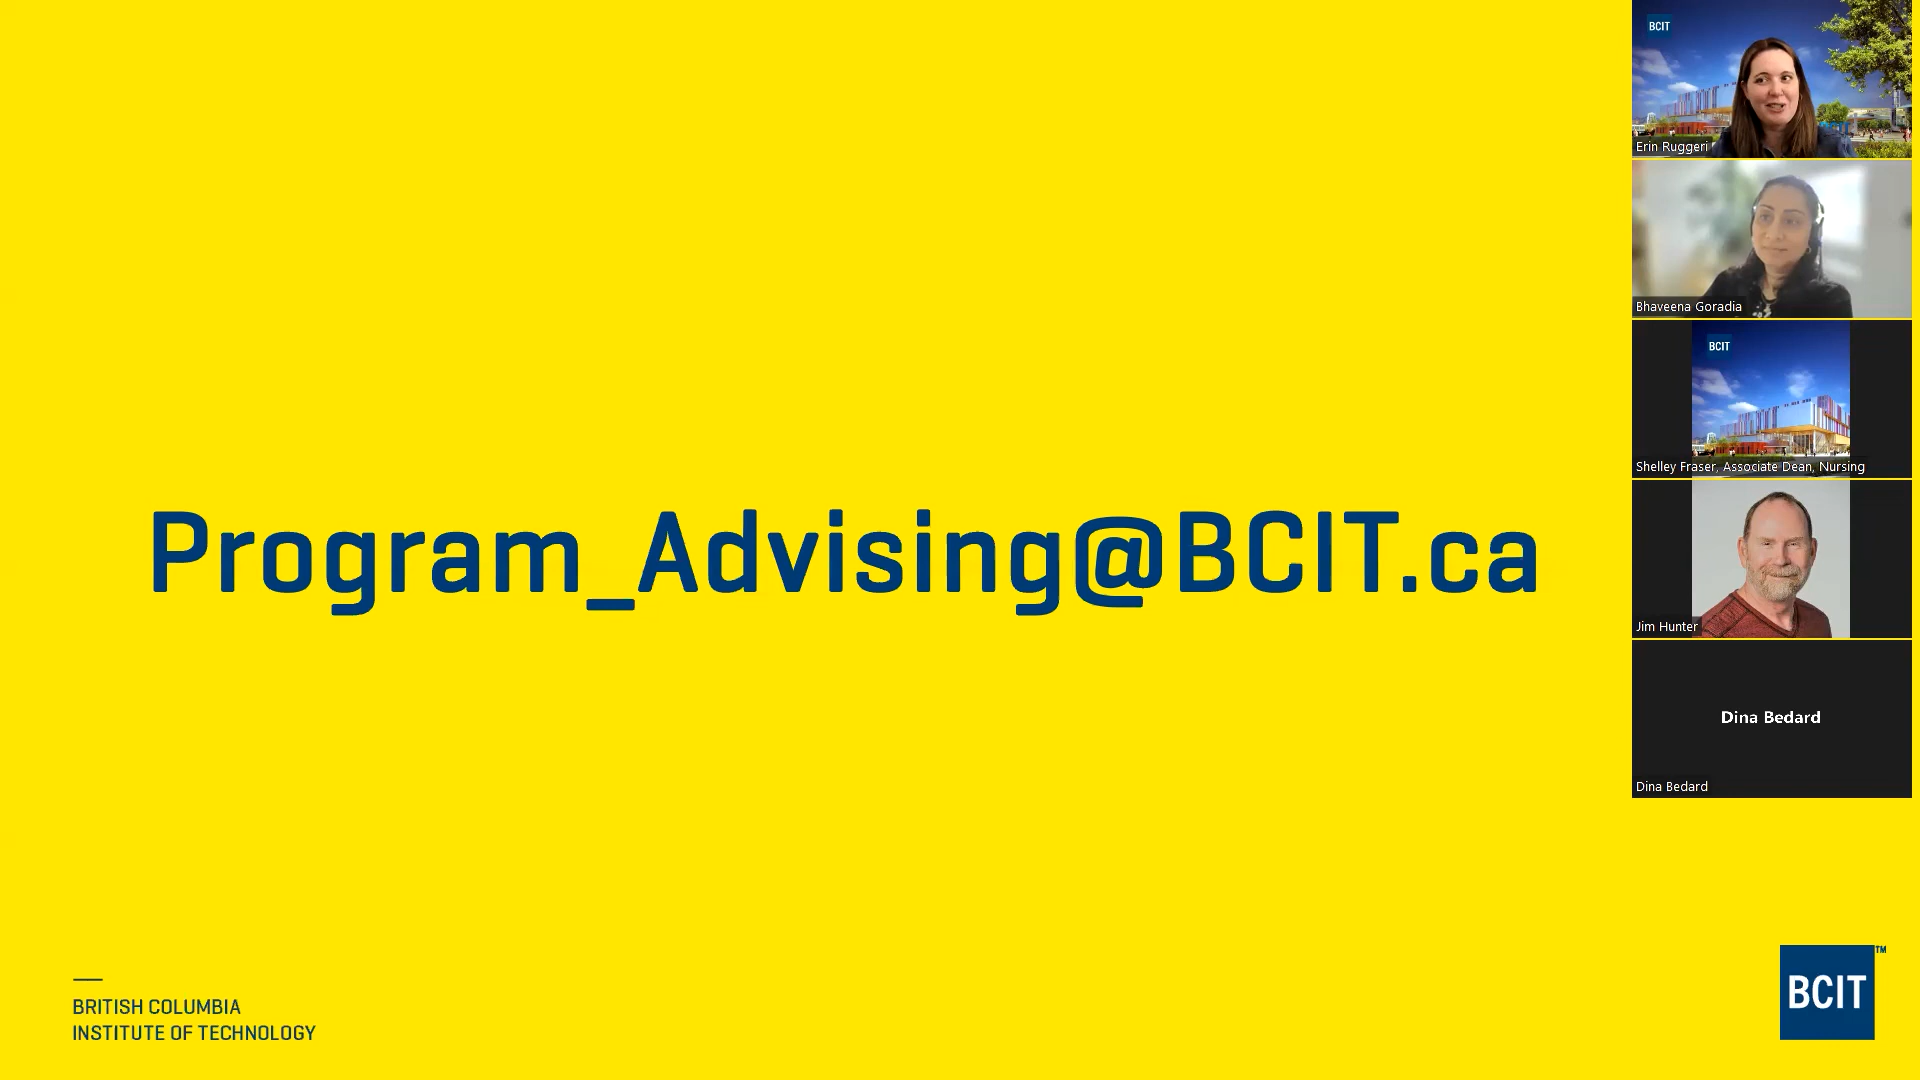 Program_Advising@BCIT.ca
BRITISH COLUMBIA
INSTITUTE OF TECHNOLOGY
BCIT™
BCIT
Erin Ruggeri
Bhaveena Goradia
BCIT
Shelley Fraser, Associate Dean, Nursing
Jim Hunter
Dina Bedard
Dina Bedard